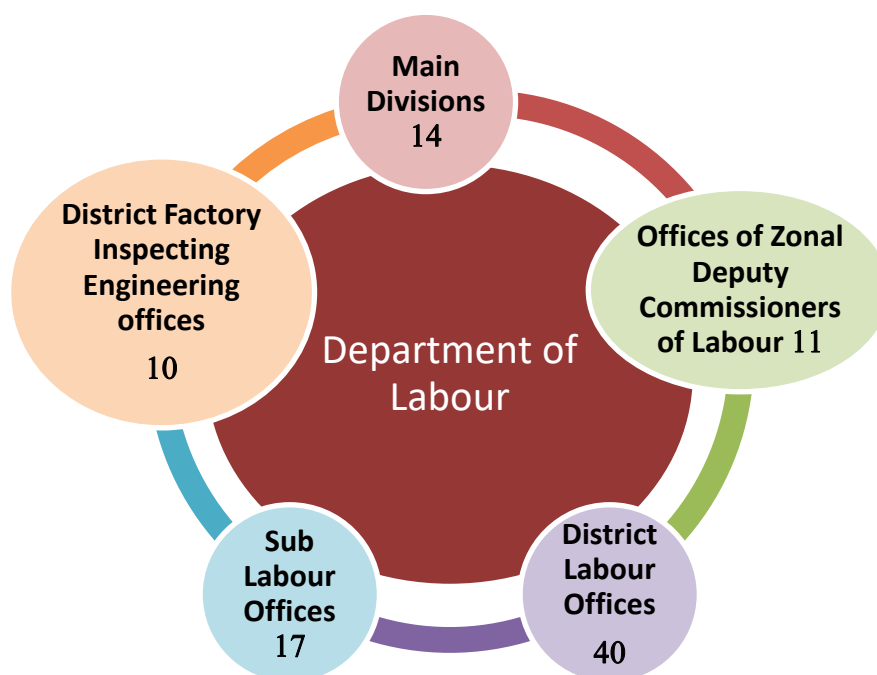 Main
Divisions
14
Offices of Zonal
Deputy
Commissioners
of Labour 11
District
Labour
Offices
40
Sub
Labour
Offices
17
District Factory
Inspecting
Engineering
offices
10
Department of
Labour